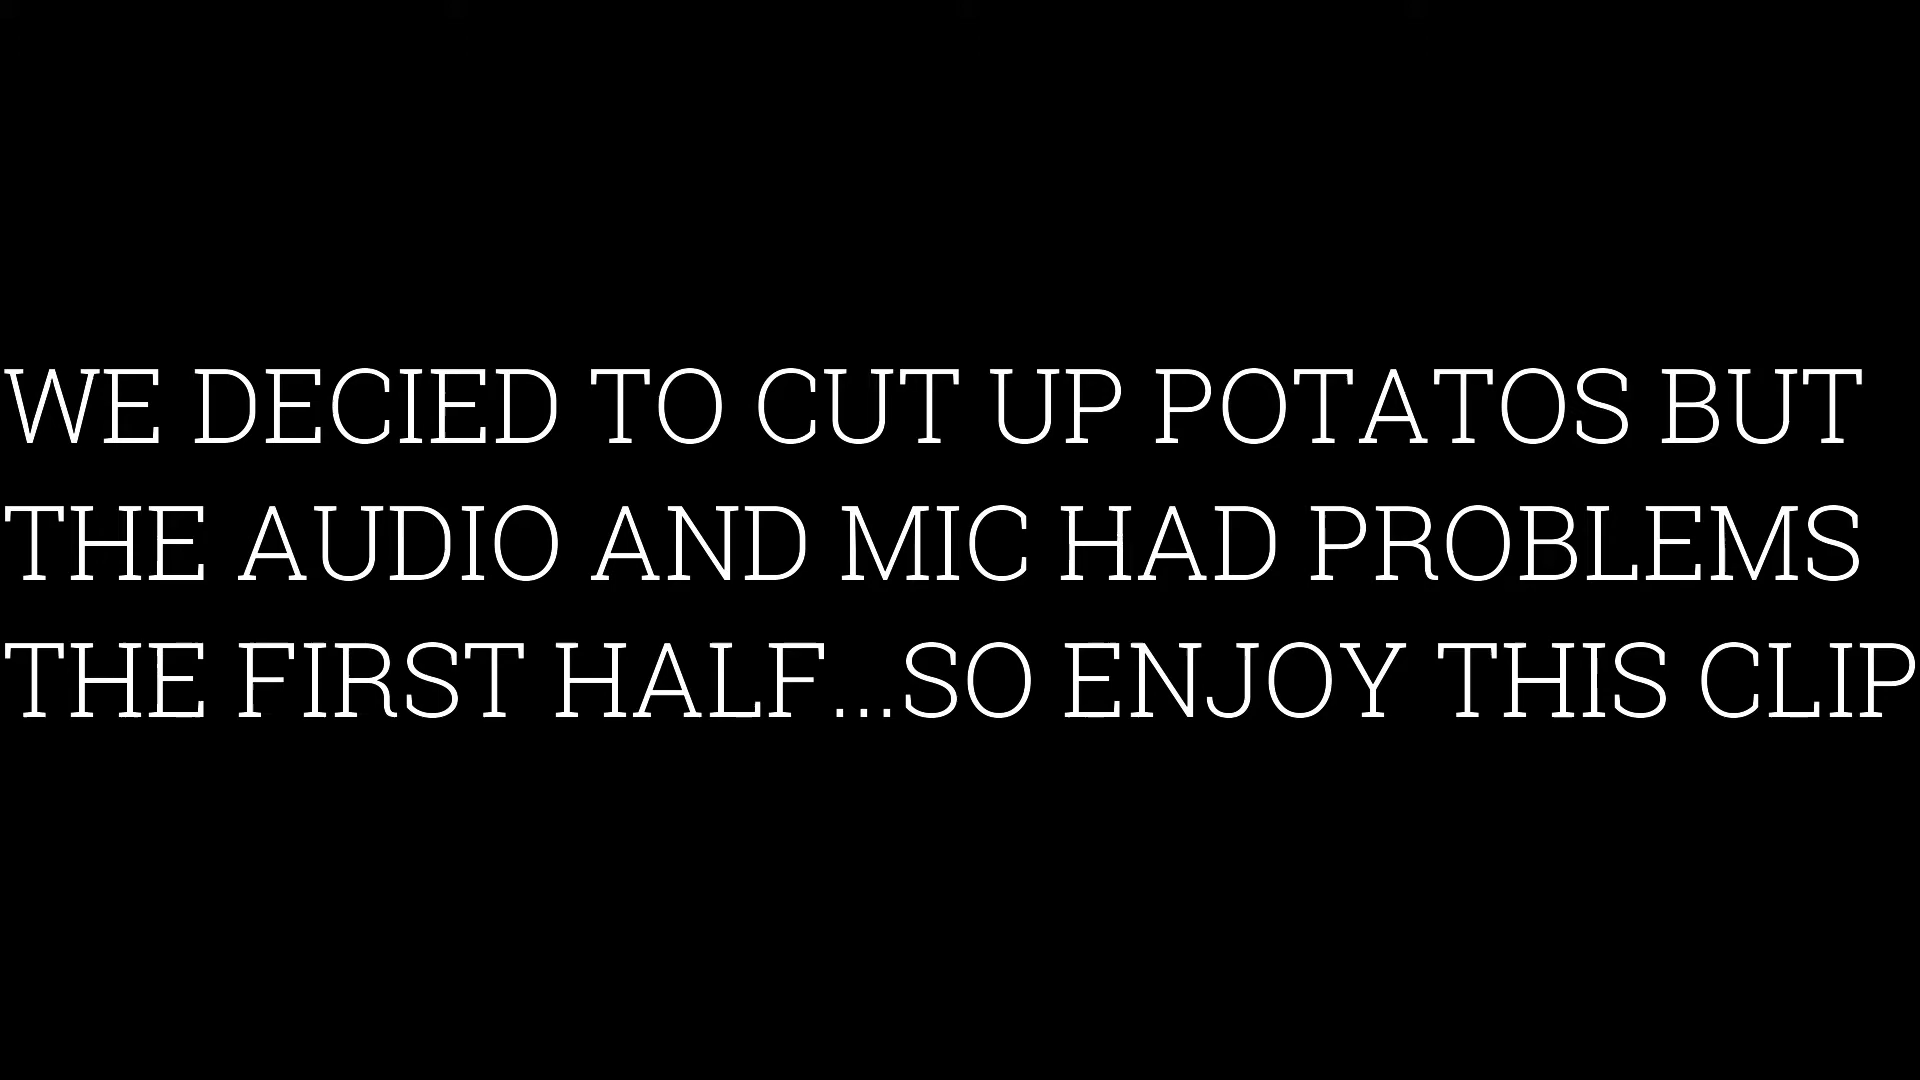 WE DECIED TO CUT UP POTATOS BUT
THE AUDIO AND MIC HAD PROBLEMS
THE FIRST HALF...SO ENJOY THIS CLIP